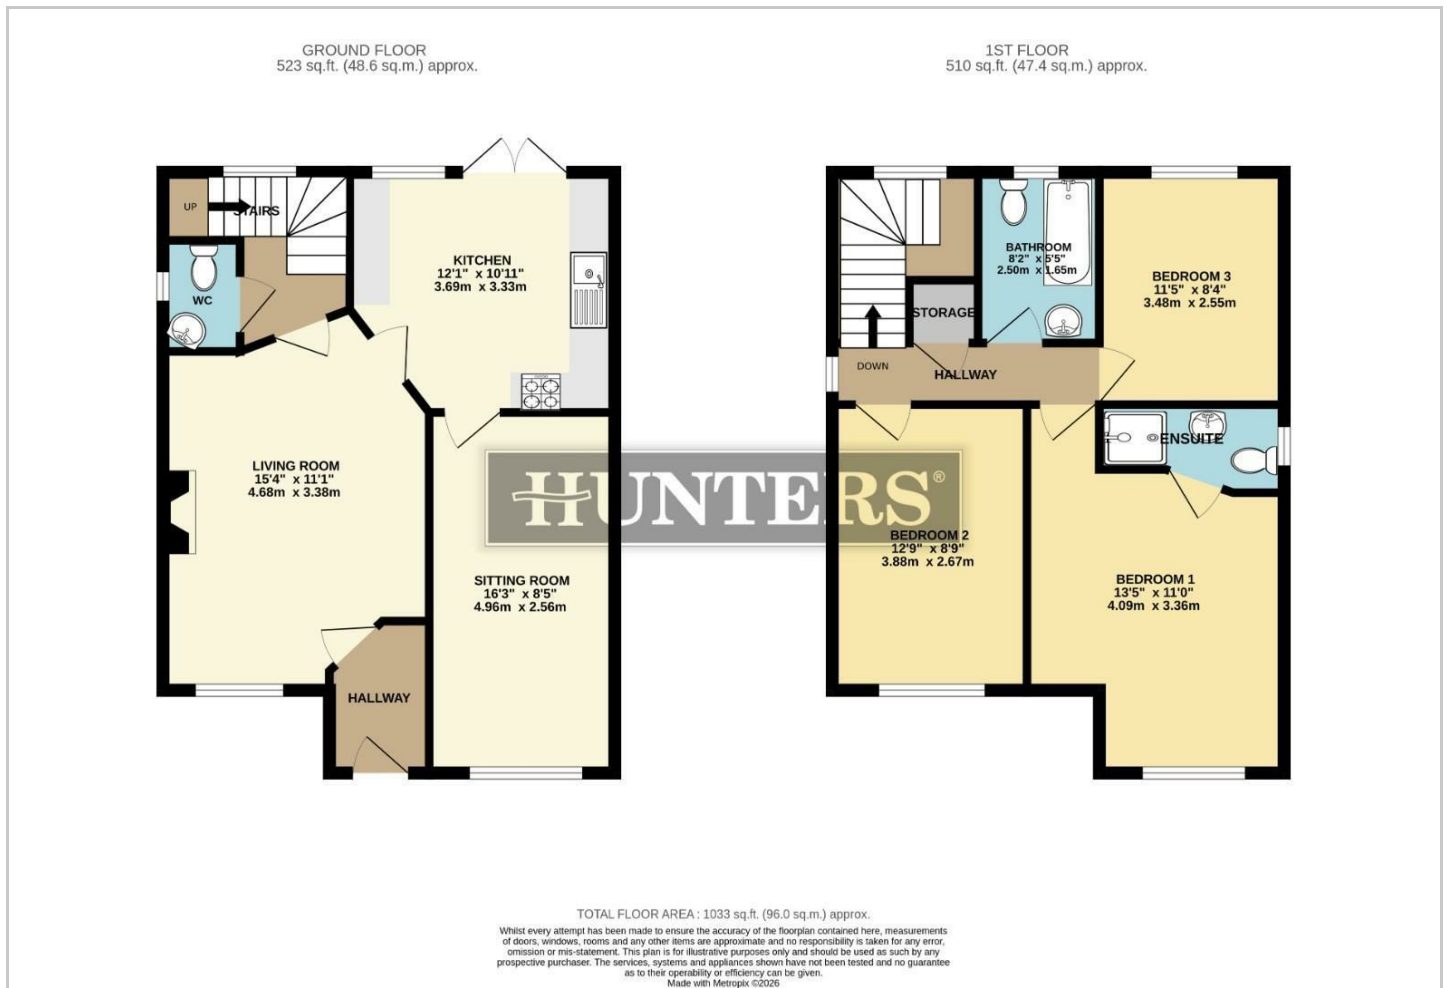 GROUND FLOOR
523 sq.ft. (48.6 sq.m.) approx.
1ST FLOOR
510 sq.ft. (47.4 sq.m.) approx.
UP
STAIRS
WC
KITCHEN
12'1" x 10'11"
3.69m x 3.33m
LIVING ROOM
15'4" x 11'1"
4.68m x 3.38m
SITTING ROOM
16'3" x 8'5"
4.96m x 2.56m
HALLWAY
BATHROOM
8'2" x 5'5"
2.50m x 1.65m
BEDROOM 3
11'5" x 8'4"
3.48m x 2.55m
STORAGE
DOWN
HALLWAY
ENSUITE
HUNTERS®
BEDROOM 2
12'9" x 8'9"
3.88m x 2.67m
BEDROOM 1
13'5" x 11'0"
4.09m x 3.36m
TOTAL FLOOR AREA : 1033 sq.ft. (96.0 sq.m.) approx.
Whilst every attempt has been made to ensure the accuracy of the floorplan contained here, measurements
of doors, windows, rooms and any other items are approximate and no responsibility is taken for any error,
omission or mis-statement. This plan is for illustrative purposes only and should be used as such by any
prospective purchaser. The services, systems and appliances shown have not been tested and no guarantee
as to their operability or efficiency can be given.
Made with Metropix ©2026